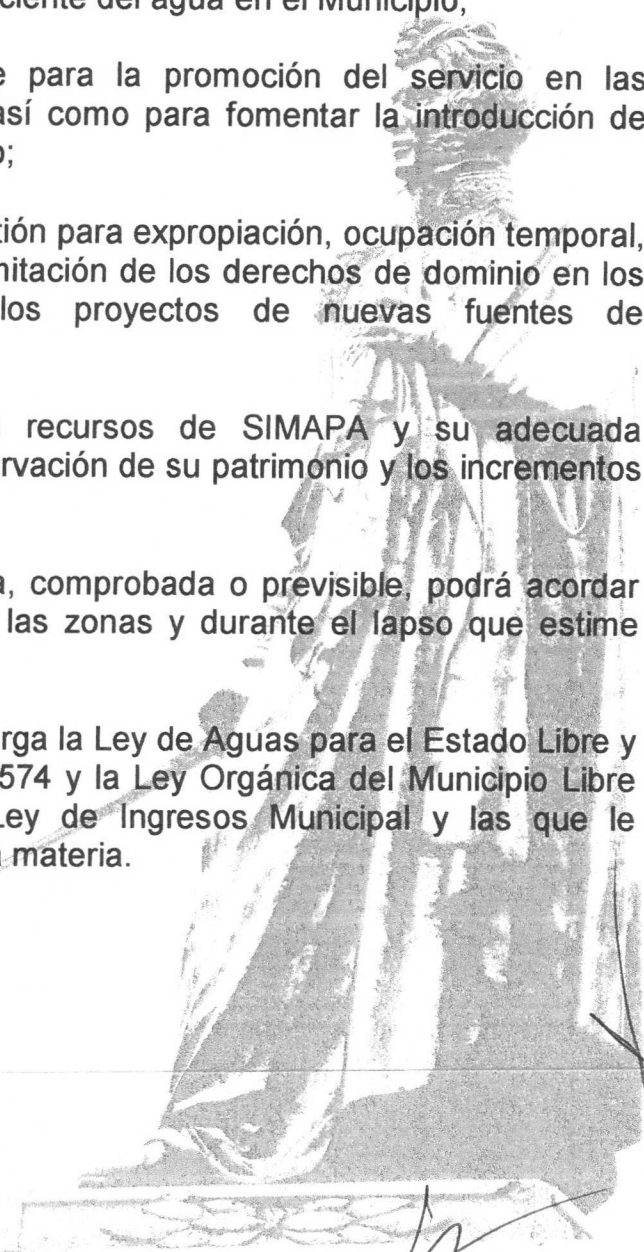 ciente del agua en el Municipio;
e para la promoción del servicio en las
así como para fomentar la introducción de
o;
tión para expropiación, ocupación temporal,
mitación de los derechos de dominio en los
los proyectos de nuevas fuentes de
recursos de SIMAPA y su adecuada
rvación de su patrimonio y los incrementos
a, comprobada o previsible, podrá acordar
las zonas y durante el lapso que estime
rga la Ley de Aguas para el Estado Libre y
574 y la Ley Orgánica del Municipio Libre
Ley de Ingresos Municipal y las que le
materia.